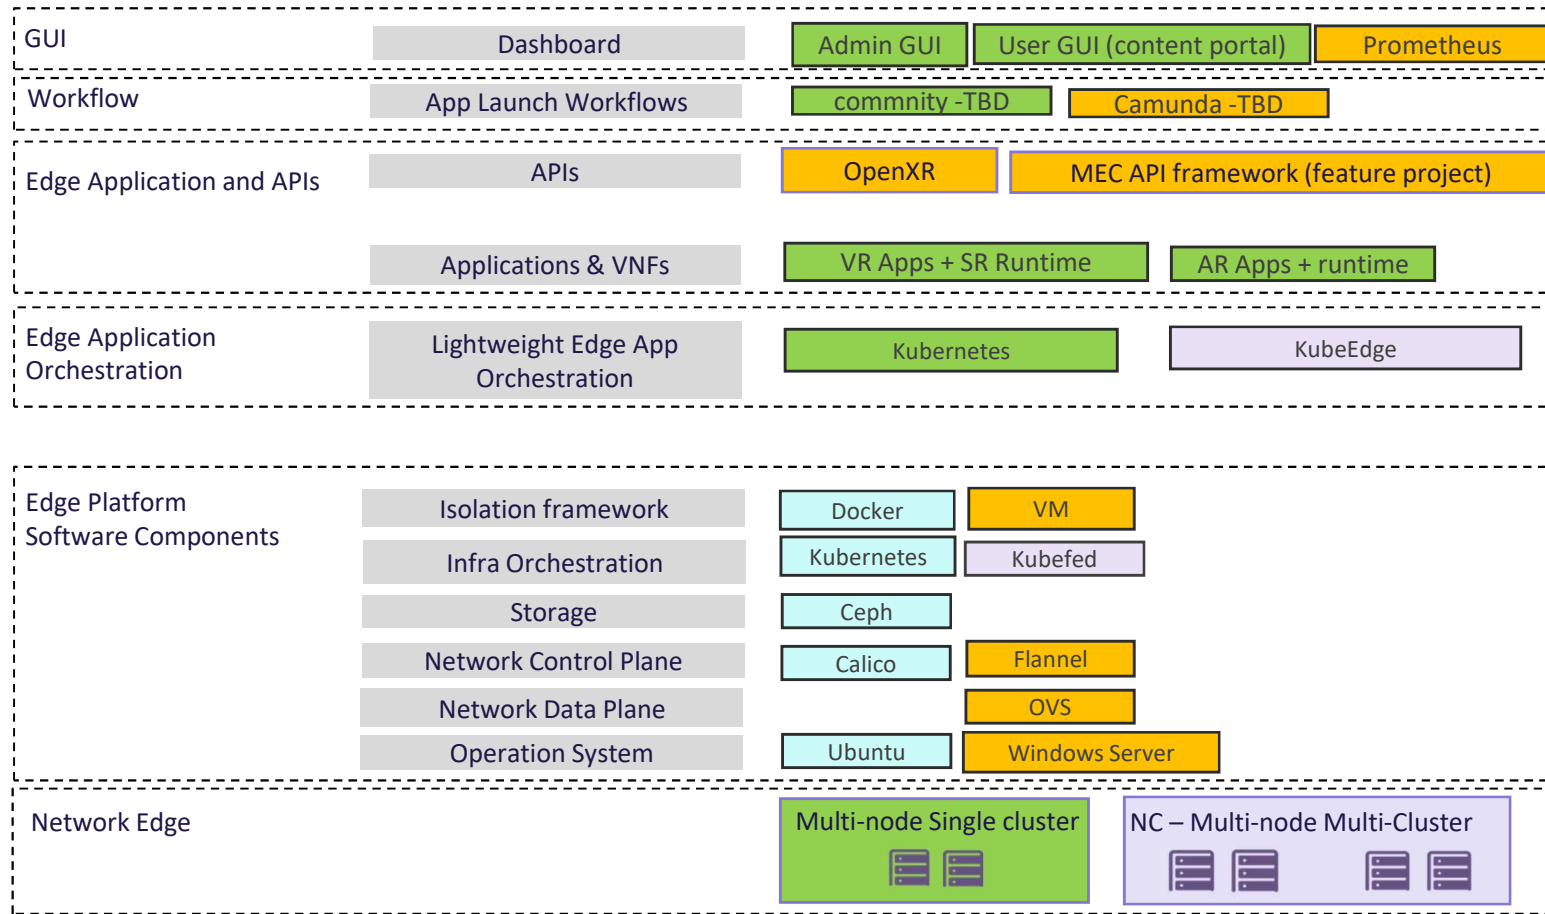 GUI
Dashboard
Admin GUI
User GUI (content portal)
Prometheus
Workflow
App Launch Workflows
commnity -TBD
Camunda -TBD
Edge Application and APIs
APIs
OpenXR
MEC API framework (feature project)
Applications & VNFs
VR Apps + SR Runtime
AR Apps + runtime
Edge Application
Orchestration
Lightweight Edge App
Orchestration
Kubernetes
KubeEdge
Edge Platform
Software Components
Isolation framework
Docker
VM
Infra Orchestration
Kubernetes
Kubefed
Storage
Ceph
Network Control Plane
Calico
Flannel
Network Data Plane
OVS
Operation System
Ubuntu
Windows Server
Network Edge
Multi-node Single cluster
NC – Multi-node Multi-Cluster